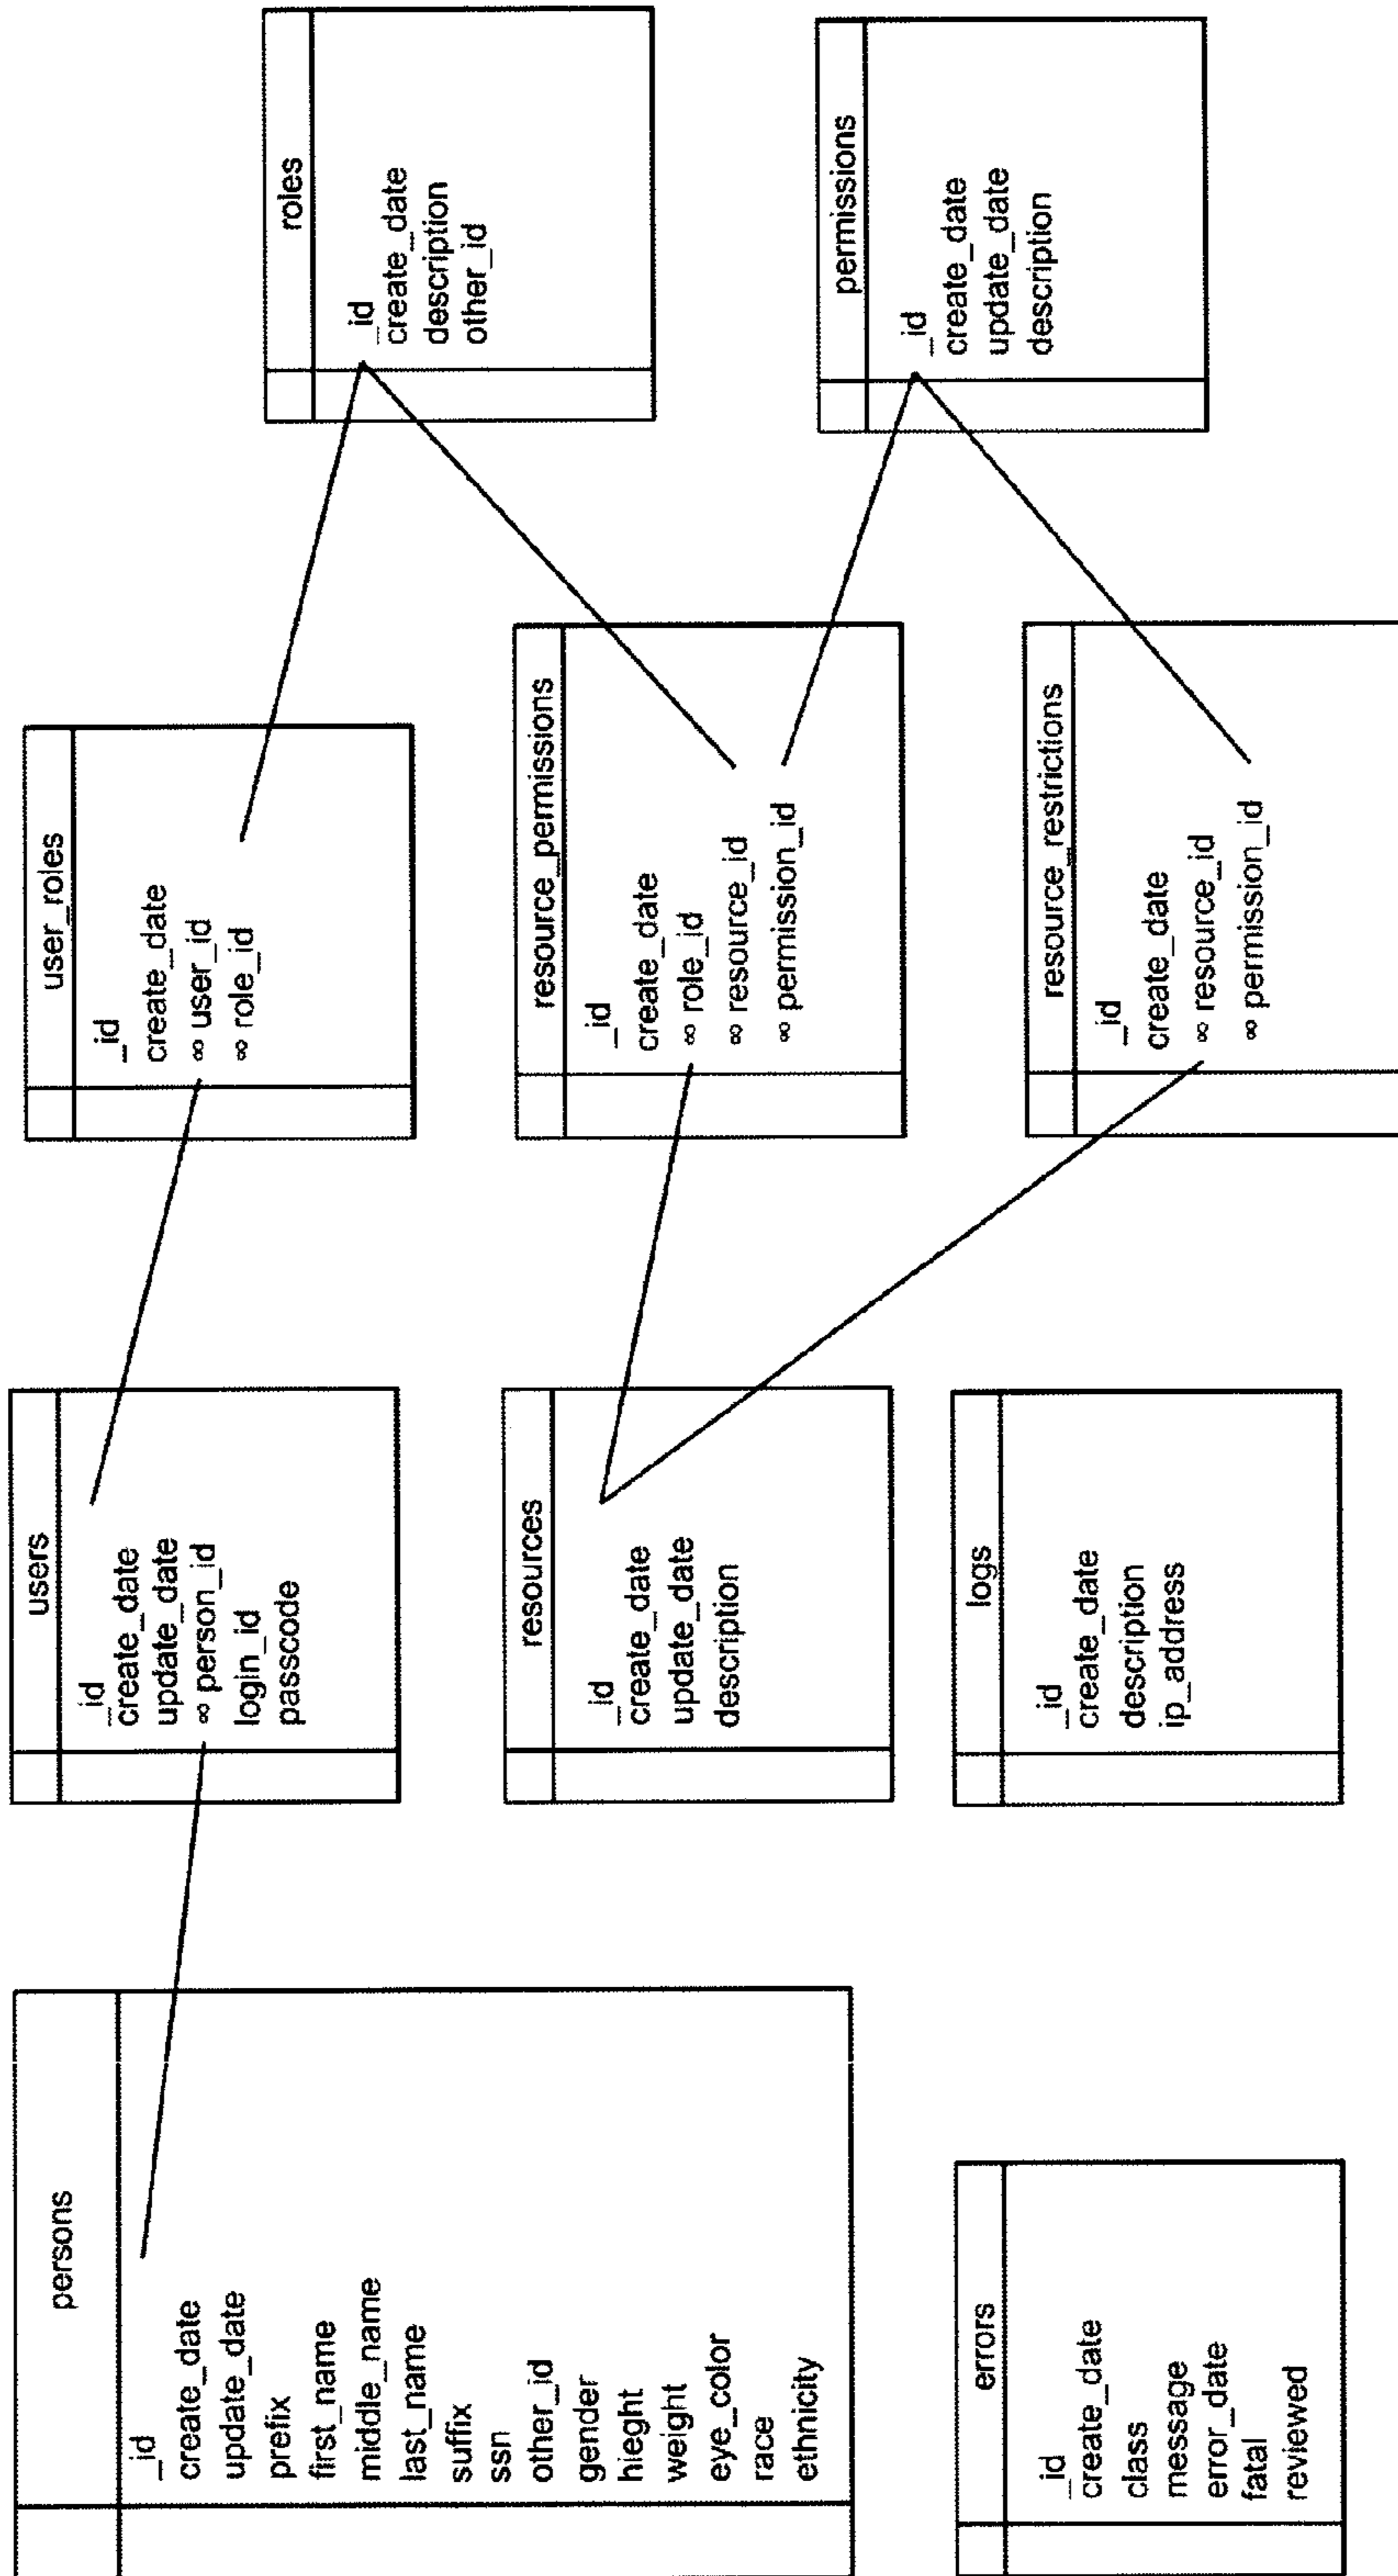 persons
_id
create_date
update_date
prefix
first_name
middle_name
last_name
suffix
ssn
other_id
gender
hieght
weight
eye_color
race
ethnicity
users
_id
create_date
update_date
∞ person_id
login_id
passcode
user_roles
_id
create_date
∞ user_id
∞ role_id
roles
_id
create_date
description
other_id
resources
_id
create_date
update_date
description
resource_permissions
_id
create_date
∞ role_id
∞ resource_id
∞ permission_id
permissions
_id
create_date
update_date
description
errors
_id
create_date
class
message
error_date
fatal
reviewed
logs
_id
create_date
description
ip_address
resource_restrictions
_id
create_date
∞ resource_id
∞ permission_id